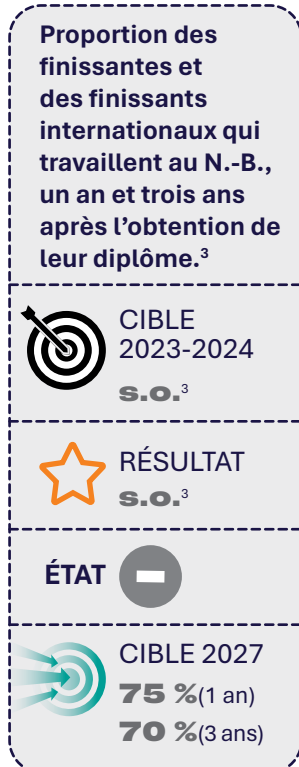 Proportion des
finissantes et
des finissants
internationaux qui
travaillent au N.-B.,
un an et trois ans
après l’obtention de
leur diplôme.³
CIBLE
2023-2024
s.o.³
RÉSULTAT
s.o.³
ÉTAT
CIBLE 2027
75 %(1 an)
70 %(3 ans)